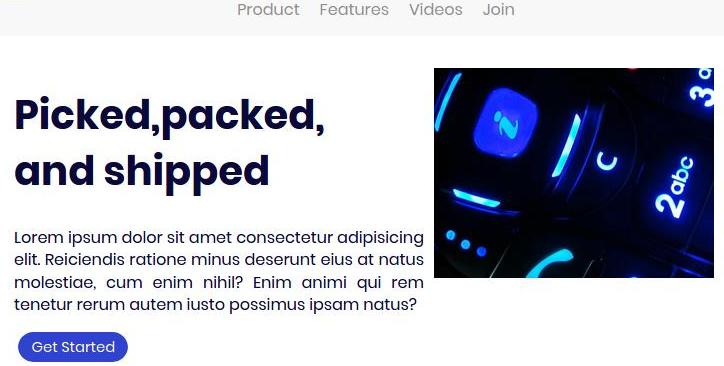 Product Features Videos Join
Picked,packed,
and shipped
Lorem ipsum dolor sit amet consectetur adipisicing
elit. Reiciendis ratione minus deserunt eius at natus
molestiae, cum enim nihil? Enim animi qui rem
tenetur rerum autem iusto possimus ipsam natus?
Get Started
i
C
3
2abc